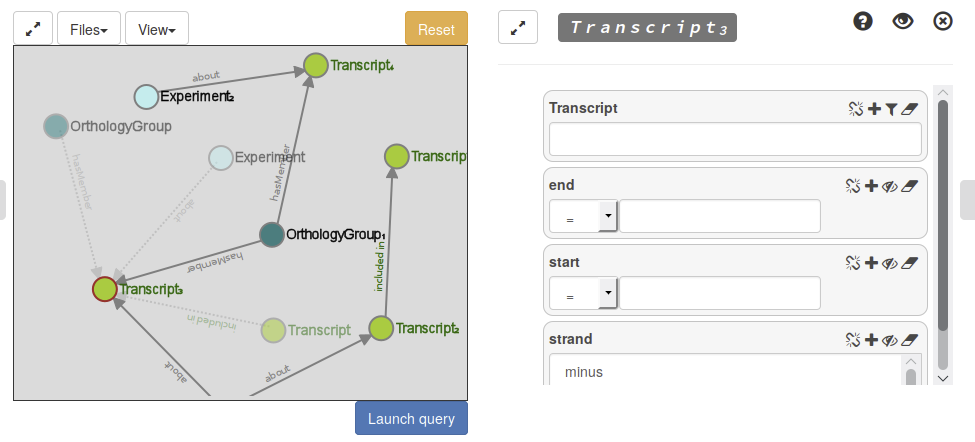 Files
View
Reset
Transcript₃
about
Transcript₄
Experiment₂
OrthologyGroup
Experiment
Transcrip
hasMember
hasMember
about
OrthologyGroup₁
included in
hasMember
Transcript₃
included in
Transcript
Transcript₂
about
about
Launch query
Transcript
end
=
start
=
strand
minus